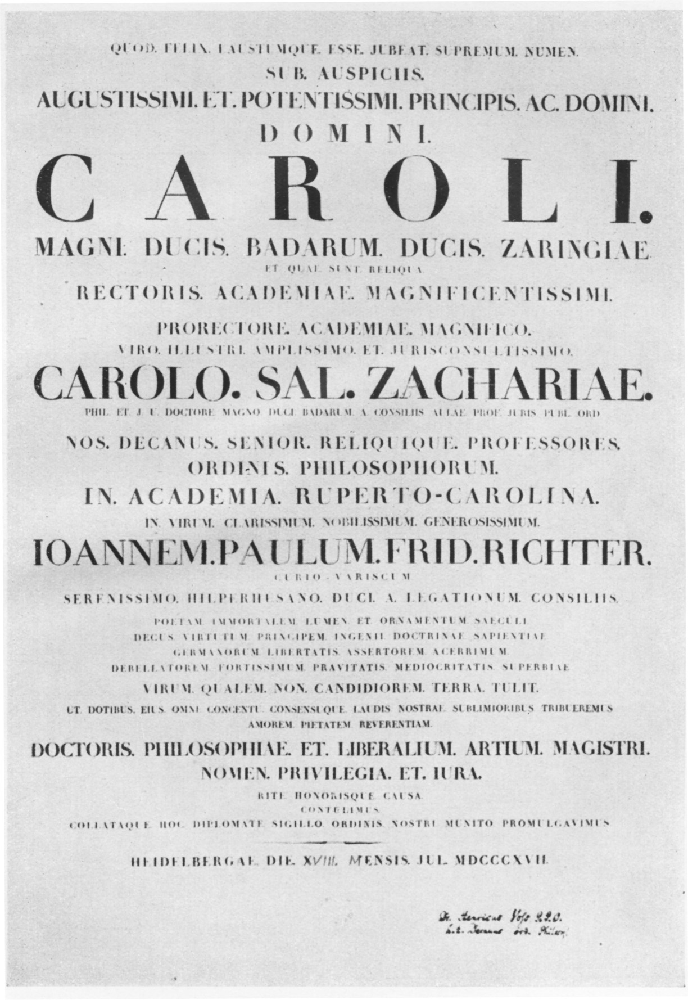 QUOD. FELIX. FAUSTUMQUE. ESSE. JUBEAT. SUPREMUM. NUMEN.
SUB. AUSPICIIS.
AUGUSTISSIMI. ET. POTENTISSIMI. PRINCIPIS. AC. DOMINI.
DOMINI.
CAROLI.
MAGNI. DUCIS. BADARUM. DUCIS. ZARINGIAE
ET QUAE SUNT RELIQUA
RECTORIS. ACADEMIAE. MAGNIFICENTISSIMI.
PRORECTORE. ACADEMIAE. MAGNIFICO.
VIRO. ILLUSTRI. AMPLISSIMO. ET. JURISCONSULTISSIMO.
CAROLO. SAL. ZACHARIAE.
PHIL. ET. J. U. DOCTORE MAGNO DUCI BADARUM. A. CONSILIIS AULAE PROF. JURIS PUBL. ORD
NOS. DECANUS. SENIOR. RELIQUIQUE. PROFESSORES.
ORDINIS. PHILOSOPHORUM.
IN. ACADEMIA. RUPERTO-CAROLINA.
IN. VIRUM. CLARISSIMUM. NOBILISSIMUM. GENEROSISSIMUM.
IOANNEM. PAULUM. FRID. RICHTER.
CURIO-VARISCUM
SERENISSIMO. HILPERHUSANO. DUCI. A. LEGATIONUM. CONSILIIS.
POETAM IMMORTALEM LUMEN ET ORNAMENTUM SAECULI
DECUS VIRTUTUM PRINCIPEM INGENII DOCTRINAE SAPIENTIAE
GERMANORUM LIBERTATIS ASSERTOREM ACERRIMUM
DEBELLATOREM FORTISSIMUM PRAVITATIS MEDIOCRITATIS SUPERBIAE
VIRUM. QUALEM. NON. CANDIDIOREM. TERRA. TULIT.
UT DOTIBUS. EIUS OMNI CONCENTU CONSENSUQUE LAUDIS NOSTRAE SUBLIMIORIBUS TRIBUEREMUS
AMOREM PIETATEM REVERENTIAM.
DOCTORIS. PHILOSOPHIAE. ET. LIBERALIUM. ARTIUM. MAGISTRI.
NOMEN. PRIVILEGIA. ET. IURA.
RITE HONORISQUE CAUSA
CONTULIMUS.
COLLATAQUE HOC DIPLOMATE SIGILLO ORDINIS NOSTRI MUNITO PROMULGAVIMUS
HEIDELBERGAE DIE. XVIII. MENSIS. JUL. MDCCCXVII.
Dr. Henricus Voss P.P.O.
h.t. Decanus ord. Philosoph.